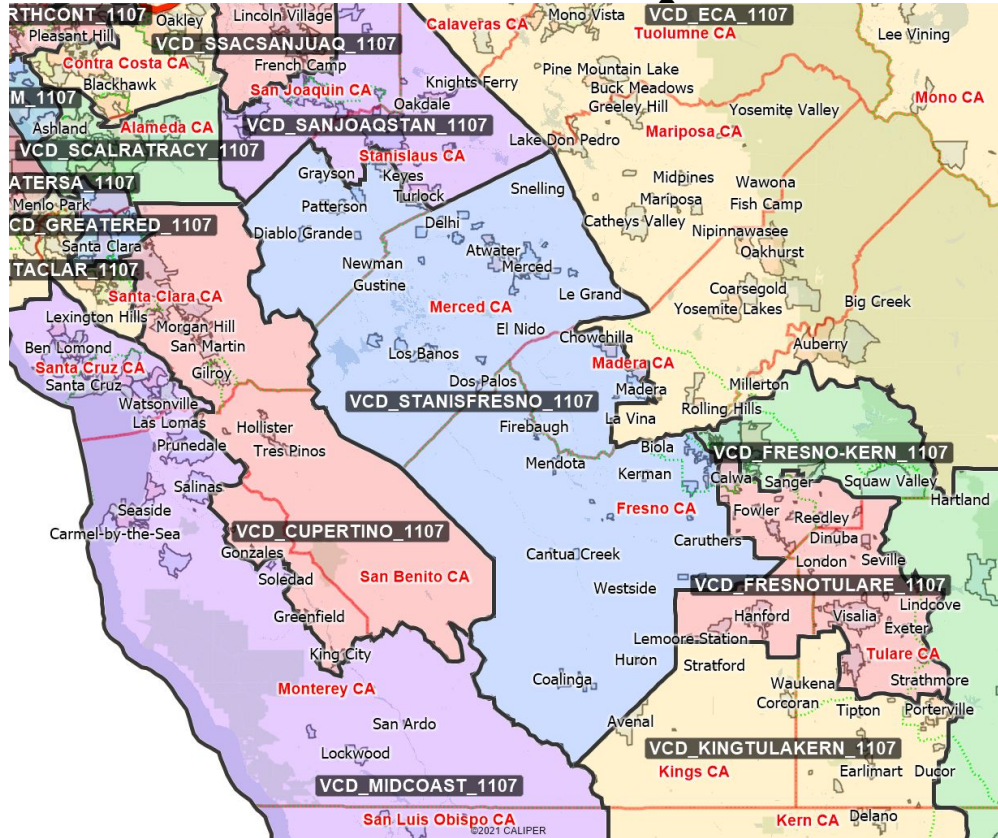 RTHCONT_1107
Oakley
Lincoln Village
Calaveras CA
Mono Vista
VCD_ECA_1107
Tuolumne CA
Lee Vining
Pleasant Hill
VCD_SSACSANJUAQ_1107
Contra Costa CA
French Camp
Blackhawk
San Joaquin CA
Knights Ferry
Pine Mountain Lake
Buck Meadows
Greeley Hill
Yosemite Valley
Mono CA
M_1107
Oakdale
Ashland
Alameda CA
VCD_SANJOAQSTAN_1107
Mariposa CA
Lake Don Pedro
VCD_SCALRATRACY_1107
Stanislaus CA
Grayson
Keyes
Turlock
Snelling
Midpines
Wawona
Mariposa
Fish Camp
ATERSA_1107
Menlo Park
Patterson
Delhi
Catheys Valley
Nipinnawasee
CD_GREATERED_1107
Diablo Grande
Santa Clara
Atwater
Merced
Oakhurst
NTACLAR_1107
Newman
Gustine
Le Grand
Coarsegold
Yosemite Lakes
Big Creek
Santa Clara CA
Merced CA
Lexington Hills
Morgan Hill
El Nido
Chowchilla
Auberry
Ben Lomond
San Martin
Los Banos
Madera CA
Santa Cruz CA
Gilroy
Santa Cruz
Dos Palos
Madera
Millerton
Watsonville
VCD_STANISFRESNO_1107
La Vina
Rolling Hills
Las Lomas
Hollister
Firebaugh
Prunedale
Tres Pinos
Biola
VCD_FRESNO-KERN_1107
Mendota
Kerman
Calwa
Sanger
Squaw Valley
Salinas
Hartland
Seaside
Fresno CA
Fowler
Reedley
Carmel-by-the-Sea
VCD_CUPERTINO_1107
Caruthers
Dinuba
Gonzales
Cantua Creek
London
Seville
Soledad
San Benito CA
Westside
VCD_FRESNOTULARE_1107
Greenfield
Hanford
Visalia
Lindcove
Exeter
Lemoore Station
King City
Huron
Stratford
Tulare CA
Monterey CA
Coalinga
Waukena
Strathmore
Corcoran
Tipton
Porterville
San Ardo
Avenal
Lockwood
VCD_KINGTULAKERN_1107
Kings CA
Earlimart
Ducor
VCD_MIDCOAST_1107
San Luis Obispo CA
©2021 CALIPER
Kern CA
Delano